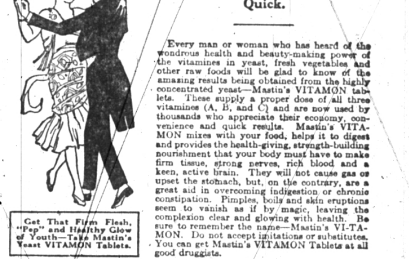 Quick.
Every man or woman who has heard of the
wondrous health and beauty-making power of
the vitamines in yeast, fresh vegetables and
other raw foods will be glad to know of the
amazing results being obtained from the highly
concentrated yeast—Mastin's VITAMON tab-
lets. These supply a proper dose of all three
vitamines (A, B, and C) and are now used by
thousands who appreciate their economy, con-
venience and quick results. Mastin's VITA-
MON mixes with your food, helps it to digest
and provides the health-giving, strength-building
nourishment that your body must have to make
firm tissue, strong nerves, rich blood and a
keen, active brain. They will not cause gas or
upset the stomach, but, on the contrary, are a
great aid in overcoming indigestion or chronic
constipation. Pimples, boils and skin eruptions
seem to vanish as if by magic, leaving the
complexion clear and glowing with health. Be
sure to remember the name—Mastin's VI-TA-
MON. Do not accept imitations or substitutes.
You can get Mastin's VITAMON Tablets at all
good druggists.
Get That Firm Flesh,
"Pep" and Healthy Glow
of Youth—Take Mastin's
Yeast VITAMON Tablets.